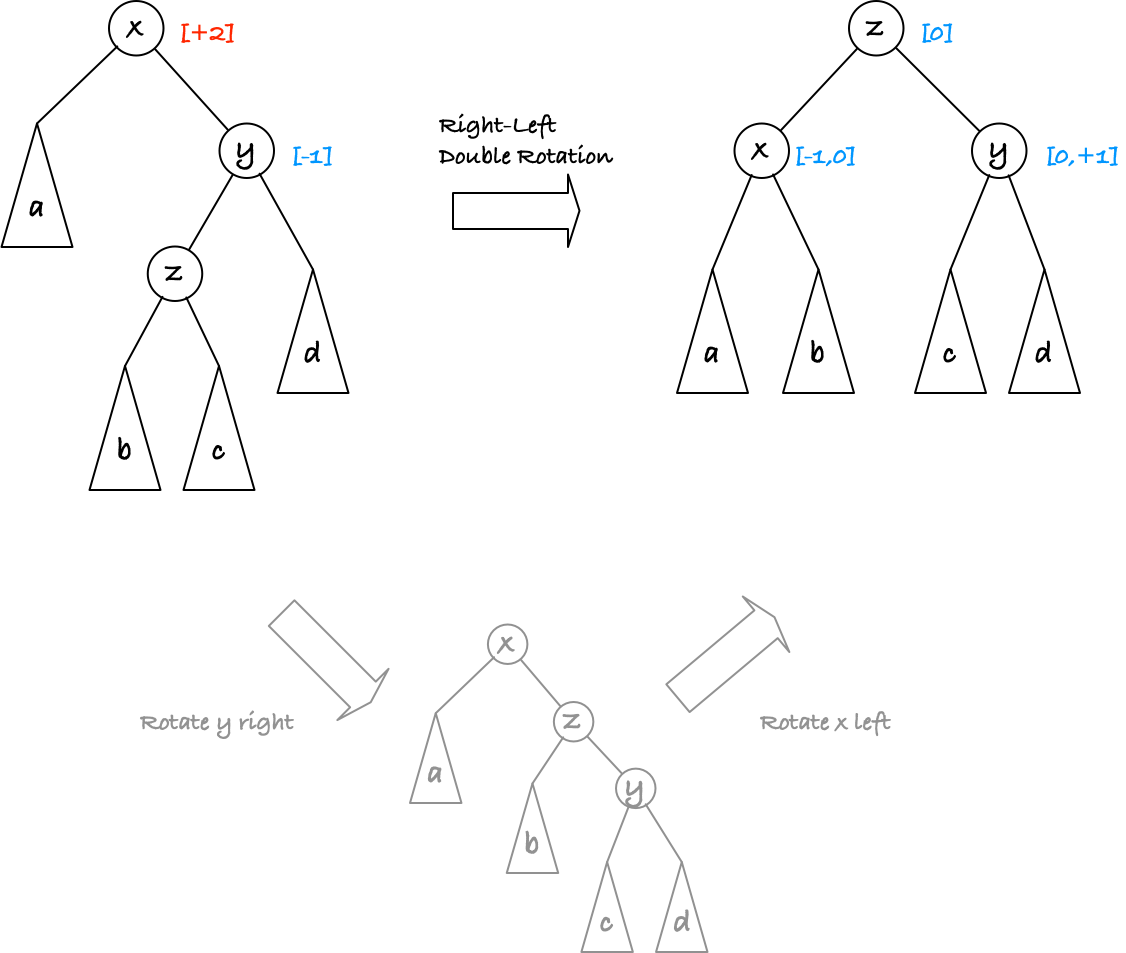 x [+2]
z [0]
Right-Left
Double Rotation
y [-1]
x [-1,0]
y [0,+1]
a
z
a
b
c
d
d
b
c
x
Rotate y right
z
Rotate x left
a
y
b
c
d